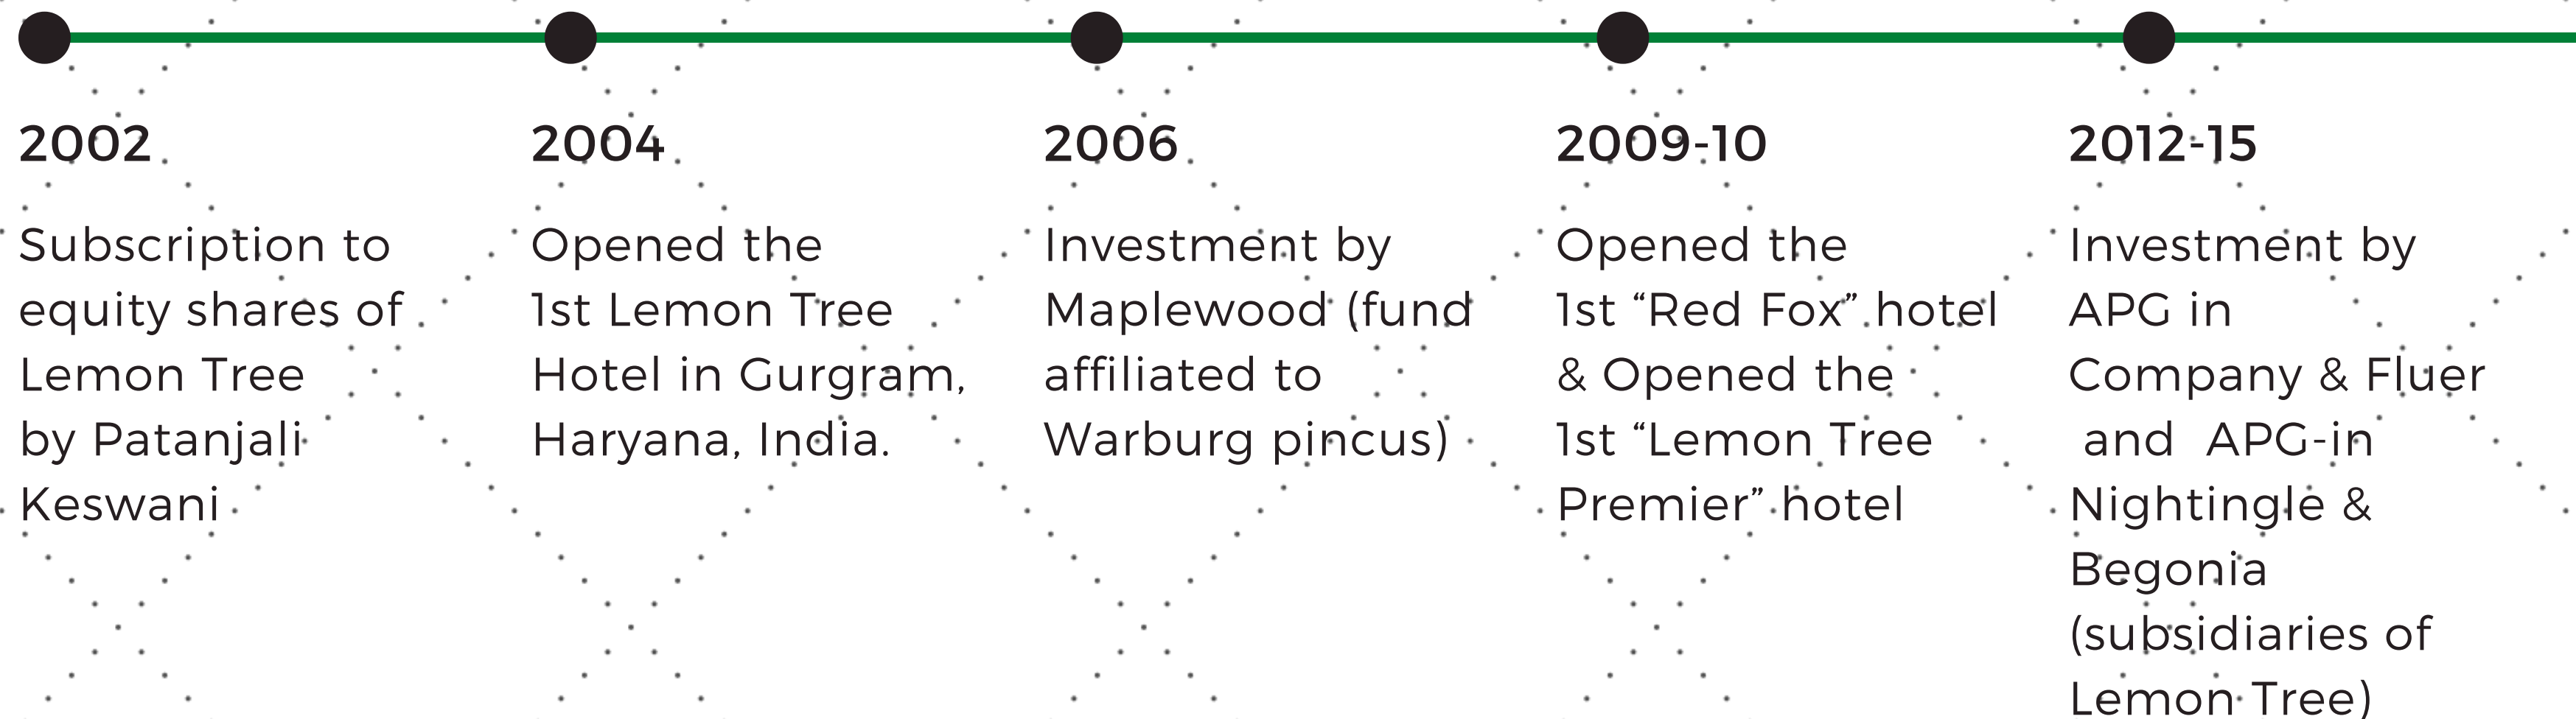 2002
Subscription to
equity shares of
Lemon Tree
by Patanjali
Keswani
2004
Opened the
1st Lemon Tree
Hotel in Gurgram,
Haryana, India.
2006
Investment by
Maplewood (fund
affiliated to
Warburg pincus)
2009-10
Opened the
1st “Red Fox” hotel
& Opened the
1st “Lemon Tree
Premier” hotel
2012-15
Investment by
APG in
Company & Fluer
and APG-in
Nightingle &
Begonia
(subsidiaries of
Lemon Tree)